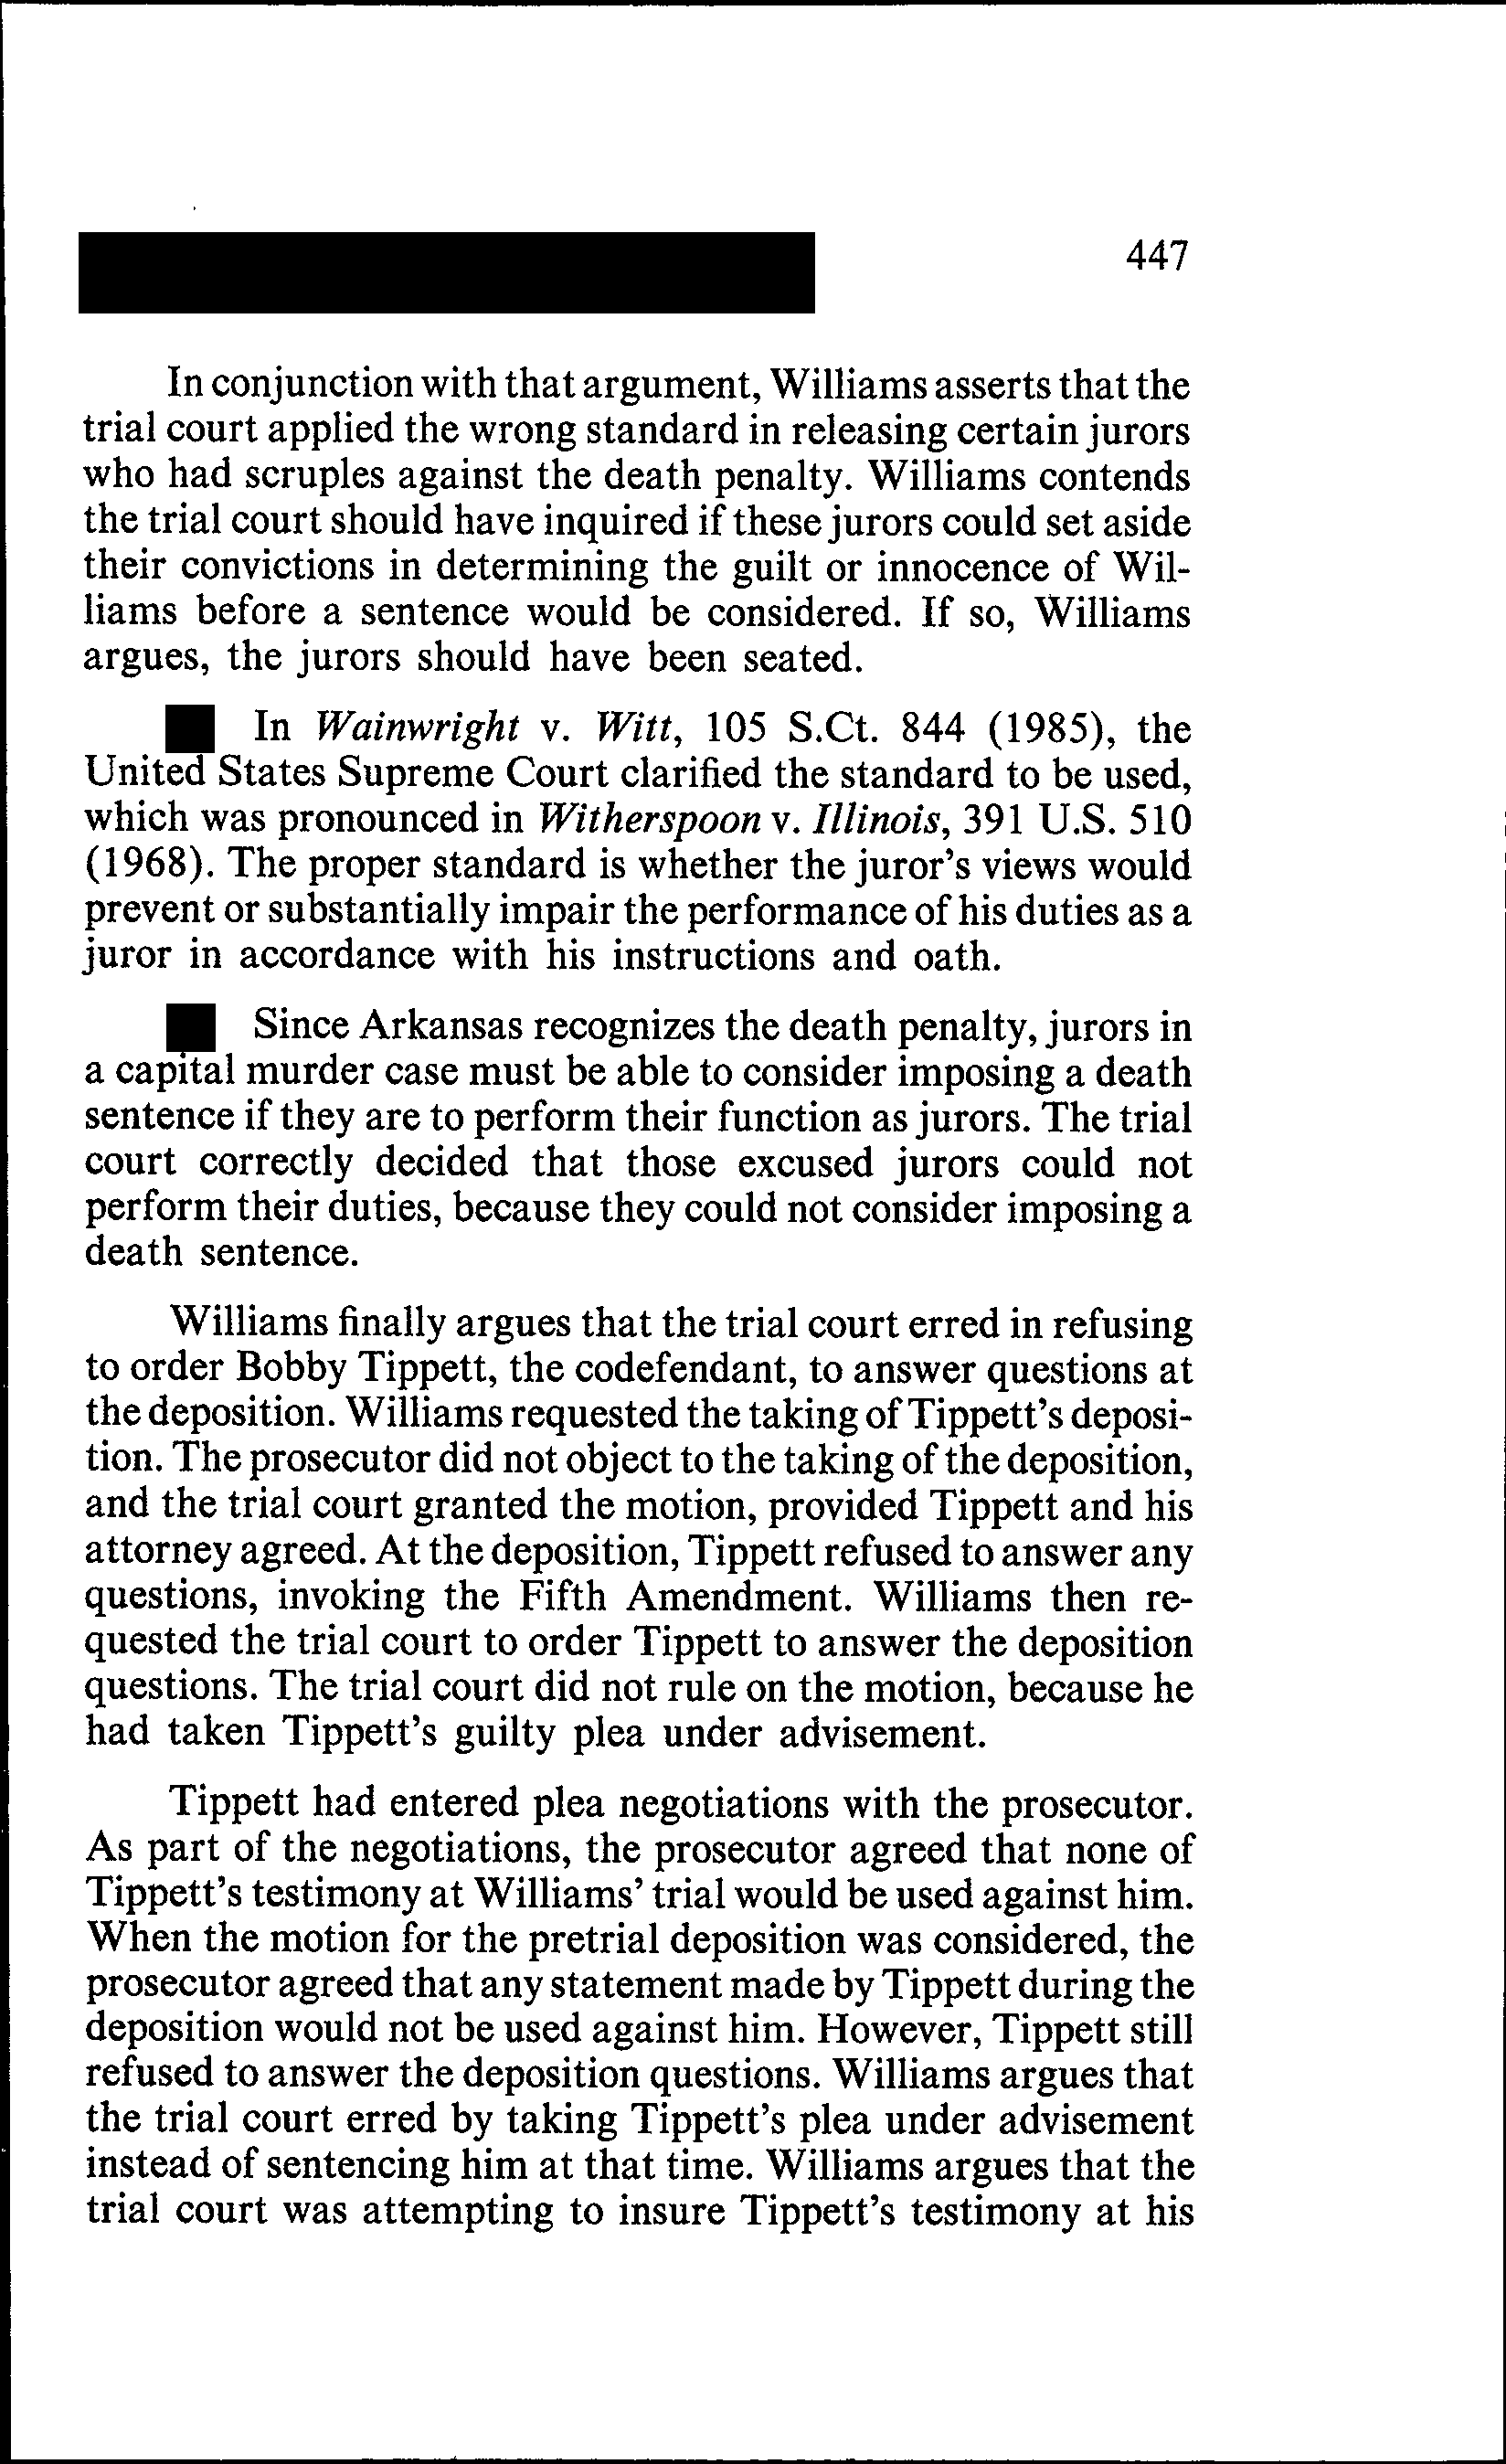 447
In conjunction with that argument, Williams asserts that the
trial court applied the wrong standard in releasing certain jurors
who had scruples against the death penalty. Williams contends
the trial court should have inquired if these jurors could set aside
their convictions in determining the guilt or innocence of Wil-
liams before a sentence would be considered. If so, Williams
argues, the jurors should have been seated.
In Wainwright v. Witt, 105 S.Ct. 844 (1985), the
United States Supreme Court clarified the standard to be used,
which was pronounced in Witherspoon v. Illinois, 391 U.S. 510
(1968). The proper standard is whether the juror's views would
prevent or substantially impair the performance of his duties as a
juror in accordance with his instructions and oath.
Since Arkansas recognizes the death penalty, jurors in
a capital murder case must be able to consider imposing a death
sentence if they are to perform their function as jurors. The trial
court correctly decided that those excused jurors could not
perform their duties, because they could not consider imposing a
death sentence.
Williams finally argues that the trial court erred in refusing
to order Bobby Tippett, the codefendant, to answer questions at
the deposition. Williams requested the taking of Tippett's deposi-
tion. The prosecutor did not object to the taking of the deposition,
and the trial court granted the motion, provided Tippett and his
attorney agreed. At the deposition, Tippett refused to answer any
questions, invoking the Fifth Amendment. Williams then re-
quested the trial court to order Tippett to answer the deposition
questions. The trial court did not rule on the motion, because he
had taken Tippett's guilty plea under advisement.
Tippett had entered plea negotiations with the prosecutor.
As part of the negotiations, the prosecutor agreed that none of
Tippett's testimony at Williams' trial would be used against him.
When the motion for the pretrial deposition was considered, the
prosecutor agreed that any statement made by Tippett during the
deposition would not be used against him. However, Tippett still
refused to answer the deposition questions. Williams argues that
the trial court erred by taking Tippett's plea under advisement
instead of sentencing him at that time. Williams argues that the
trial court was attempting to insure Tippett's testimony at his